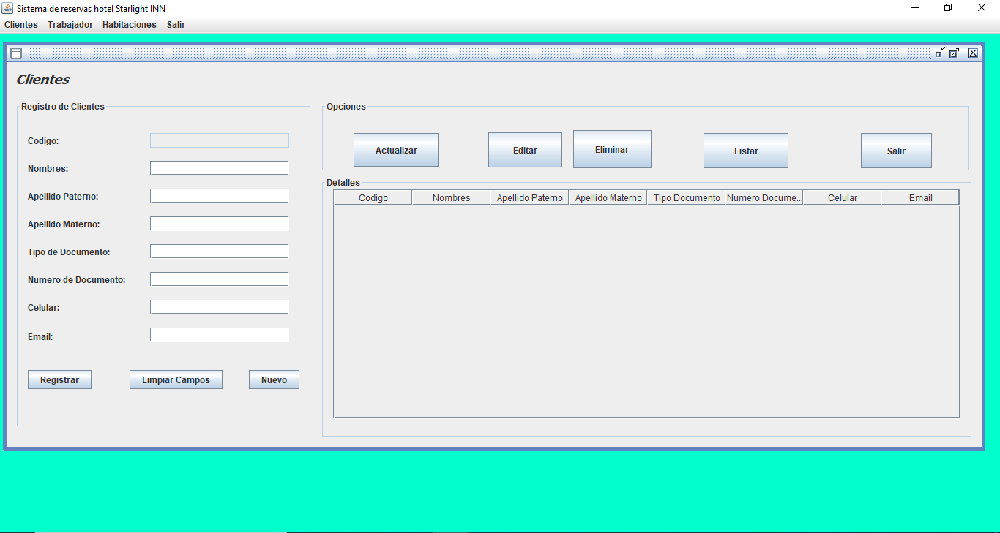 Sistema de reservas hotel Starlight INN
Clientes Trabajador Habitaciones Salir
Clientes
Registro de Clientes
Codigo:
Nombres:
Apellido Paterno:
Apellido Materno:
Tipo de Documento:
Numero de Documento:
Celular:
Email:
Registrar Limpiar Campos Nuevo
Opciones
Actualizar Editar Eliminar Listar Salir
Detalles
Codigo Nombres Apellido Paterno Apellido Materno Tipo Documento Numero Docume... Celular Email